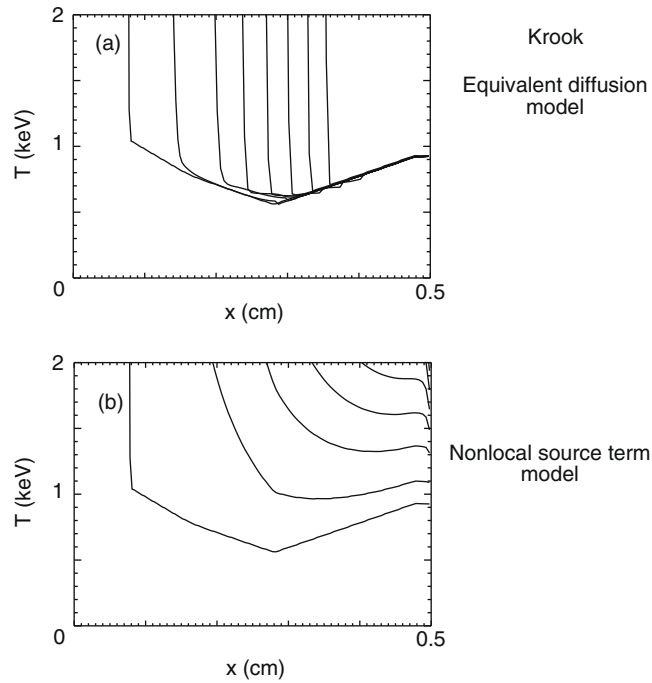 2
(a)
Krook
Equivalent diffusion
model
T (keV)
1
0
0.5
x (cm)
2
(b)
Nonlocal source term
model
T (keV)
1
0
0.5
x (cm)